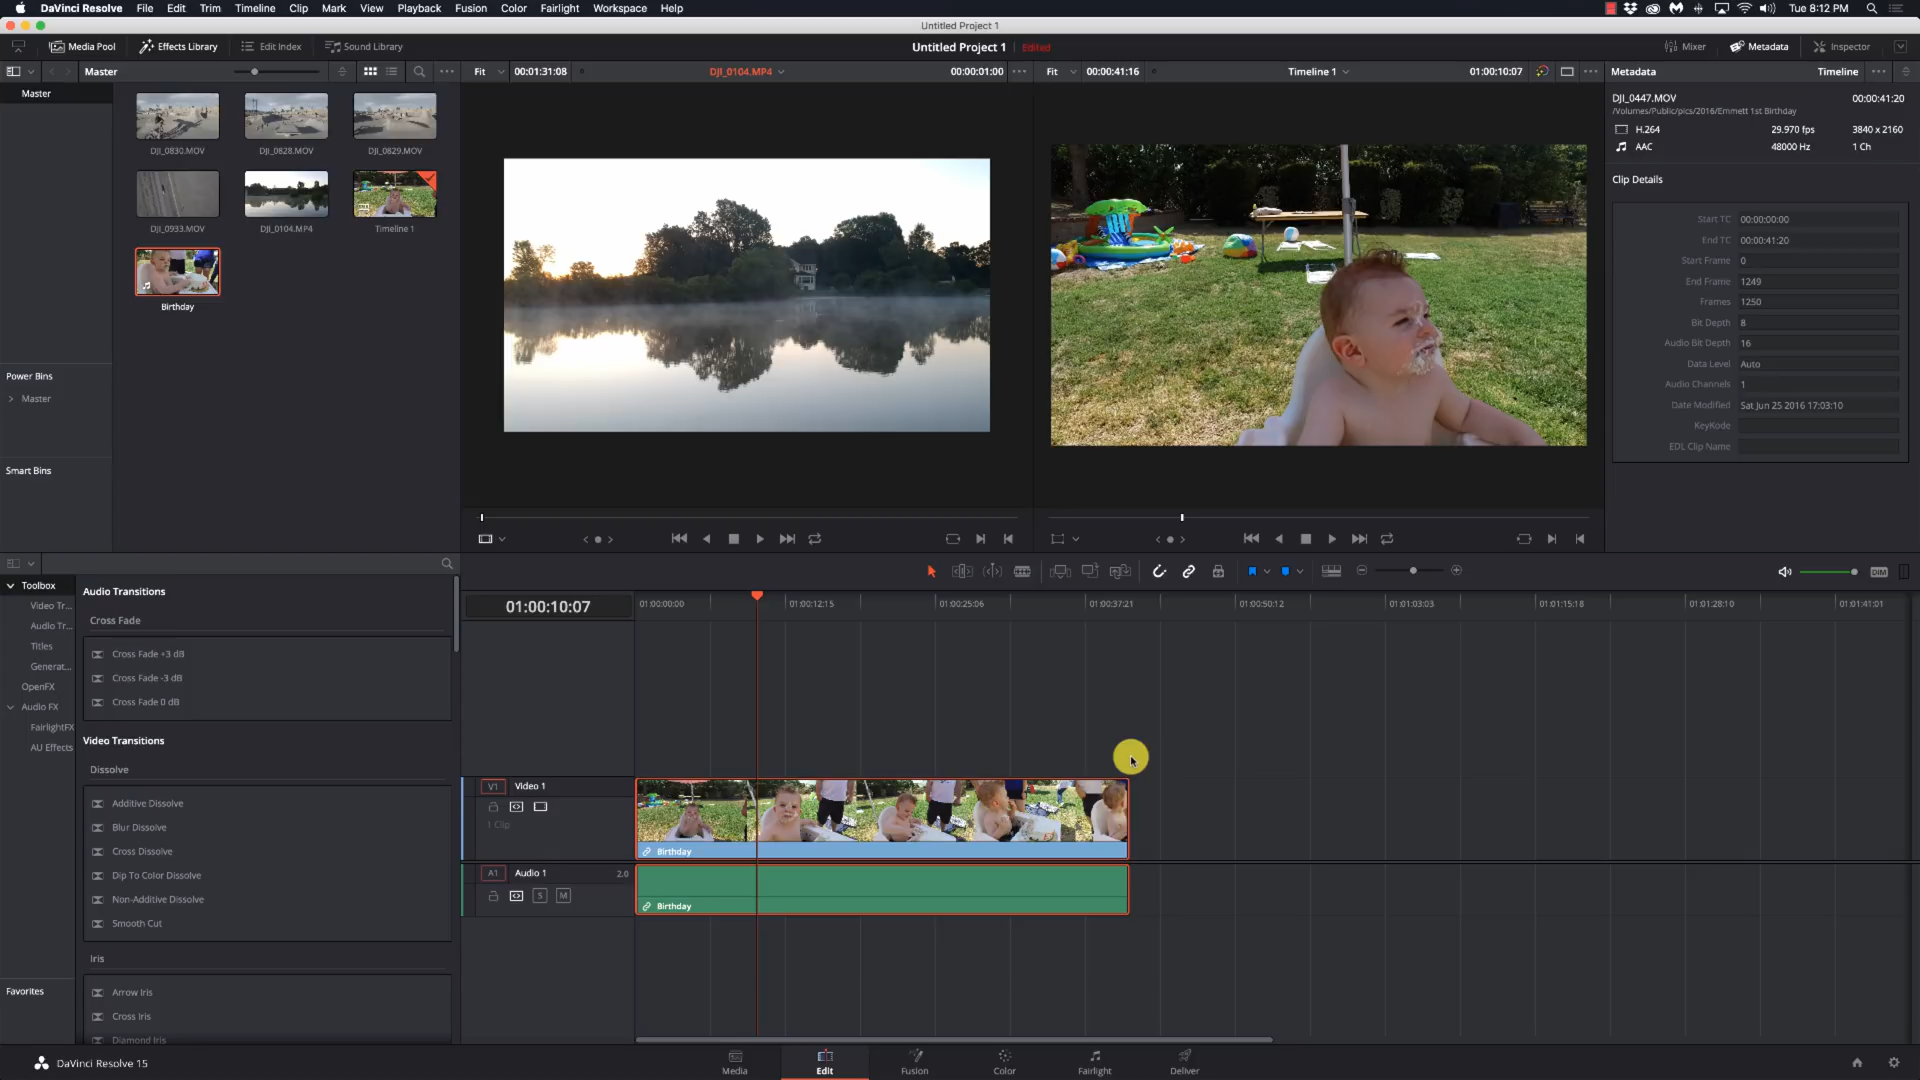 DaVinci Resolve File Edit Trim Timeline Clip Mark View Playback Fusion Color Fairlight Workspace Help Tue 8:12 PM
Untitled Project 1
Media Pool Effects Library Edit Index Sound Library Untitled Project 1 Edited Mixer Metadata Inspector
Master Fit 00:01:31:08 DJI_0104.MP4 00:00:01:00 Fit 00:00:41:16 Timeline 1 01:00:10:07 Metadata Timeline
Master
DJI_0830.MOV DJI_0828.MOV DJI_0829.MOV
DJI_0933.MOV DJI_0104.MP4 Timeline 1
Birthday
Power Bins
Master
Smart Bins
DJI_0447.MOV 00:00:41:20
/Volumes/Public/pics/2016/Emmett 1st Birthday
H.264 29.970 fps 3840 x 2160
AAC 48000 Hz 1 Ch
Clip Details
Start TC 00:00:00:00
End TC 00:00:41:20
Start Frame 0
End Frame 1249
Frames 1250
Bit Depth 8
Audio Bit Depth 16
Data Level Auto
Audio Channels 1
Date Modified Sat Jun 25 2016 17:03:10
KeyKode
EDL Clip Name
Toolbox
Video Tr...
Audio Tr...
Titles
Generat...
OpenFX
Audio FX
FairlightFX
AU Effects
Favorites
Audio Transitions
Cross Fade
Cross Fade +3 dB
Cross Fade -3 dB
Cross Fade 0 dB
Video Transitions
Dissolve
Additive Dissolve
Blur Dissolve
Cross Dissolve
Dip To Color Dissolve
Non-Additive Dissolve
Smooth Cut
Iris
Arrow Iris
Cross Iris
Diamond Iris
DIM
01:00:10:07 01:00:00:00 01:00:12:15 01:00:25:06 01:00:37:21 01:00:50:12 01:01:03:03 01:01:15:18 01:01:28:10 01:01:41:01
V1 Video 1
1 Clip
Birthday
A1 Audio 1 2.0
S M
Birthday
DaVinci Resolve 15 Media Edit Fusion Color Fairlight Deliver